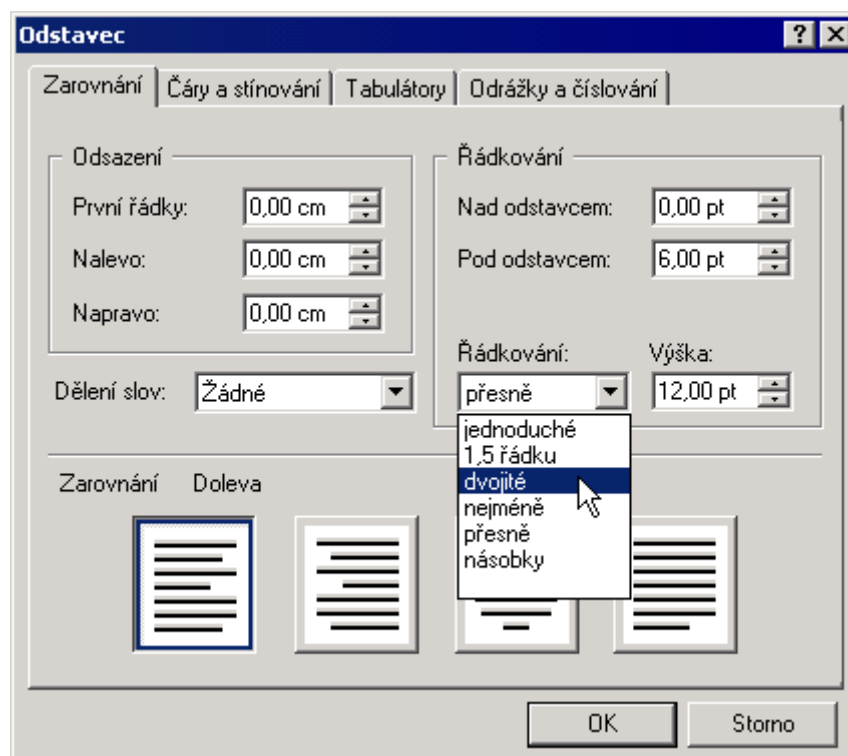 Odstavec
Zarovnání Čáry a stínování Tabulátory Odrážky a číslování
Odsazení
První řádky: 0,00 cm
Nalevo: 0,00 cm
Napravo: 0,00 cm
Dělení slov: Žádné
Řádkování
Nad odstavcem: 0,00 pt
Pod odstavcem: 6,00 pt
Řádkování: Výška:
přesně 12,00 pt
jednoduché
1,5 řádku
dvojité
nejméně
přesně
násobky
Zarovnání Doleva
OK Storno